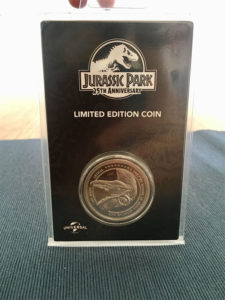 JURASSIC PARK
25TH ANNIVERSARY
LIMITED EDITION COIN
UNIVERSAL